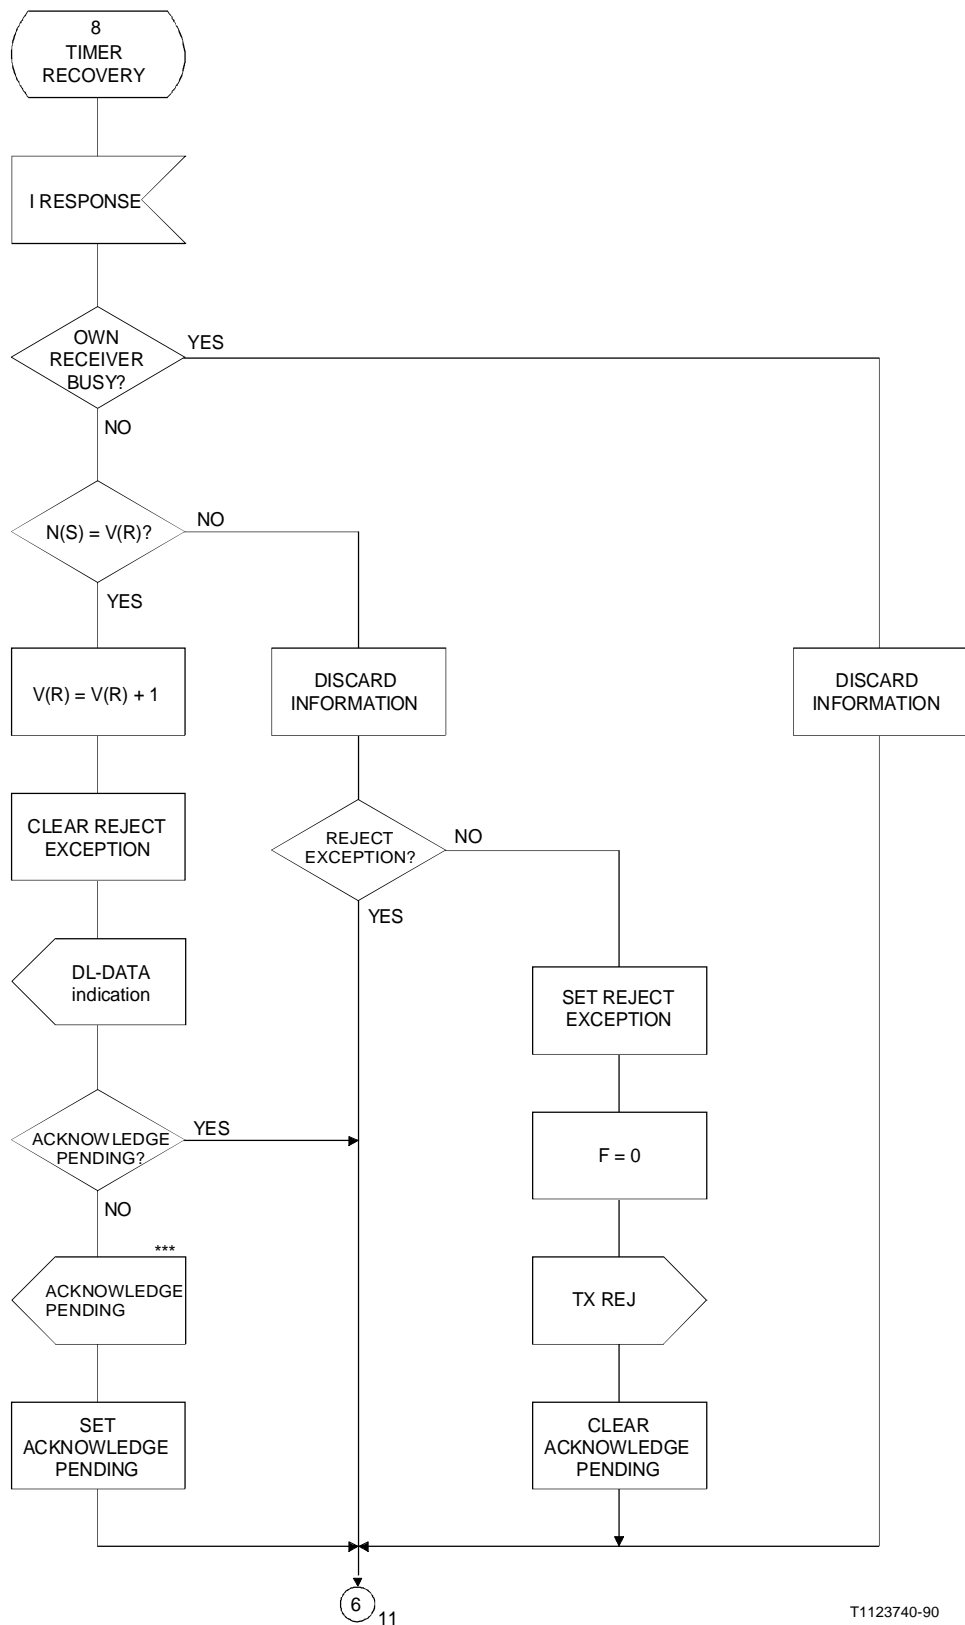 8
TIMER
RECOVERY
I RESPONSE
OWN
RECEIVER
BUSY?
YES
NO
N(S) = V(R)?
NO
YES
V(R) = V(R) + 1
DISCARD
INFORMATION
DISCARD
INFORMATION
CLEAR REJECT
EXCEPTION
REJECT
EXCEPTION?
NO
YES
DL-DATA
indication
SET REJECT
EXCEPTION
ACKNOWLEDGE
PENDING?
YES
NO
F = 0
***
ACKNOWLEDGE
PENDING
TX REJ
SET
ACKNOWLEDGE
PENDING
CLEAR
ACKNOWLEDGE
PENDING
6
11
T1123740-90